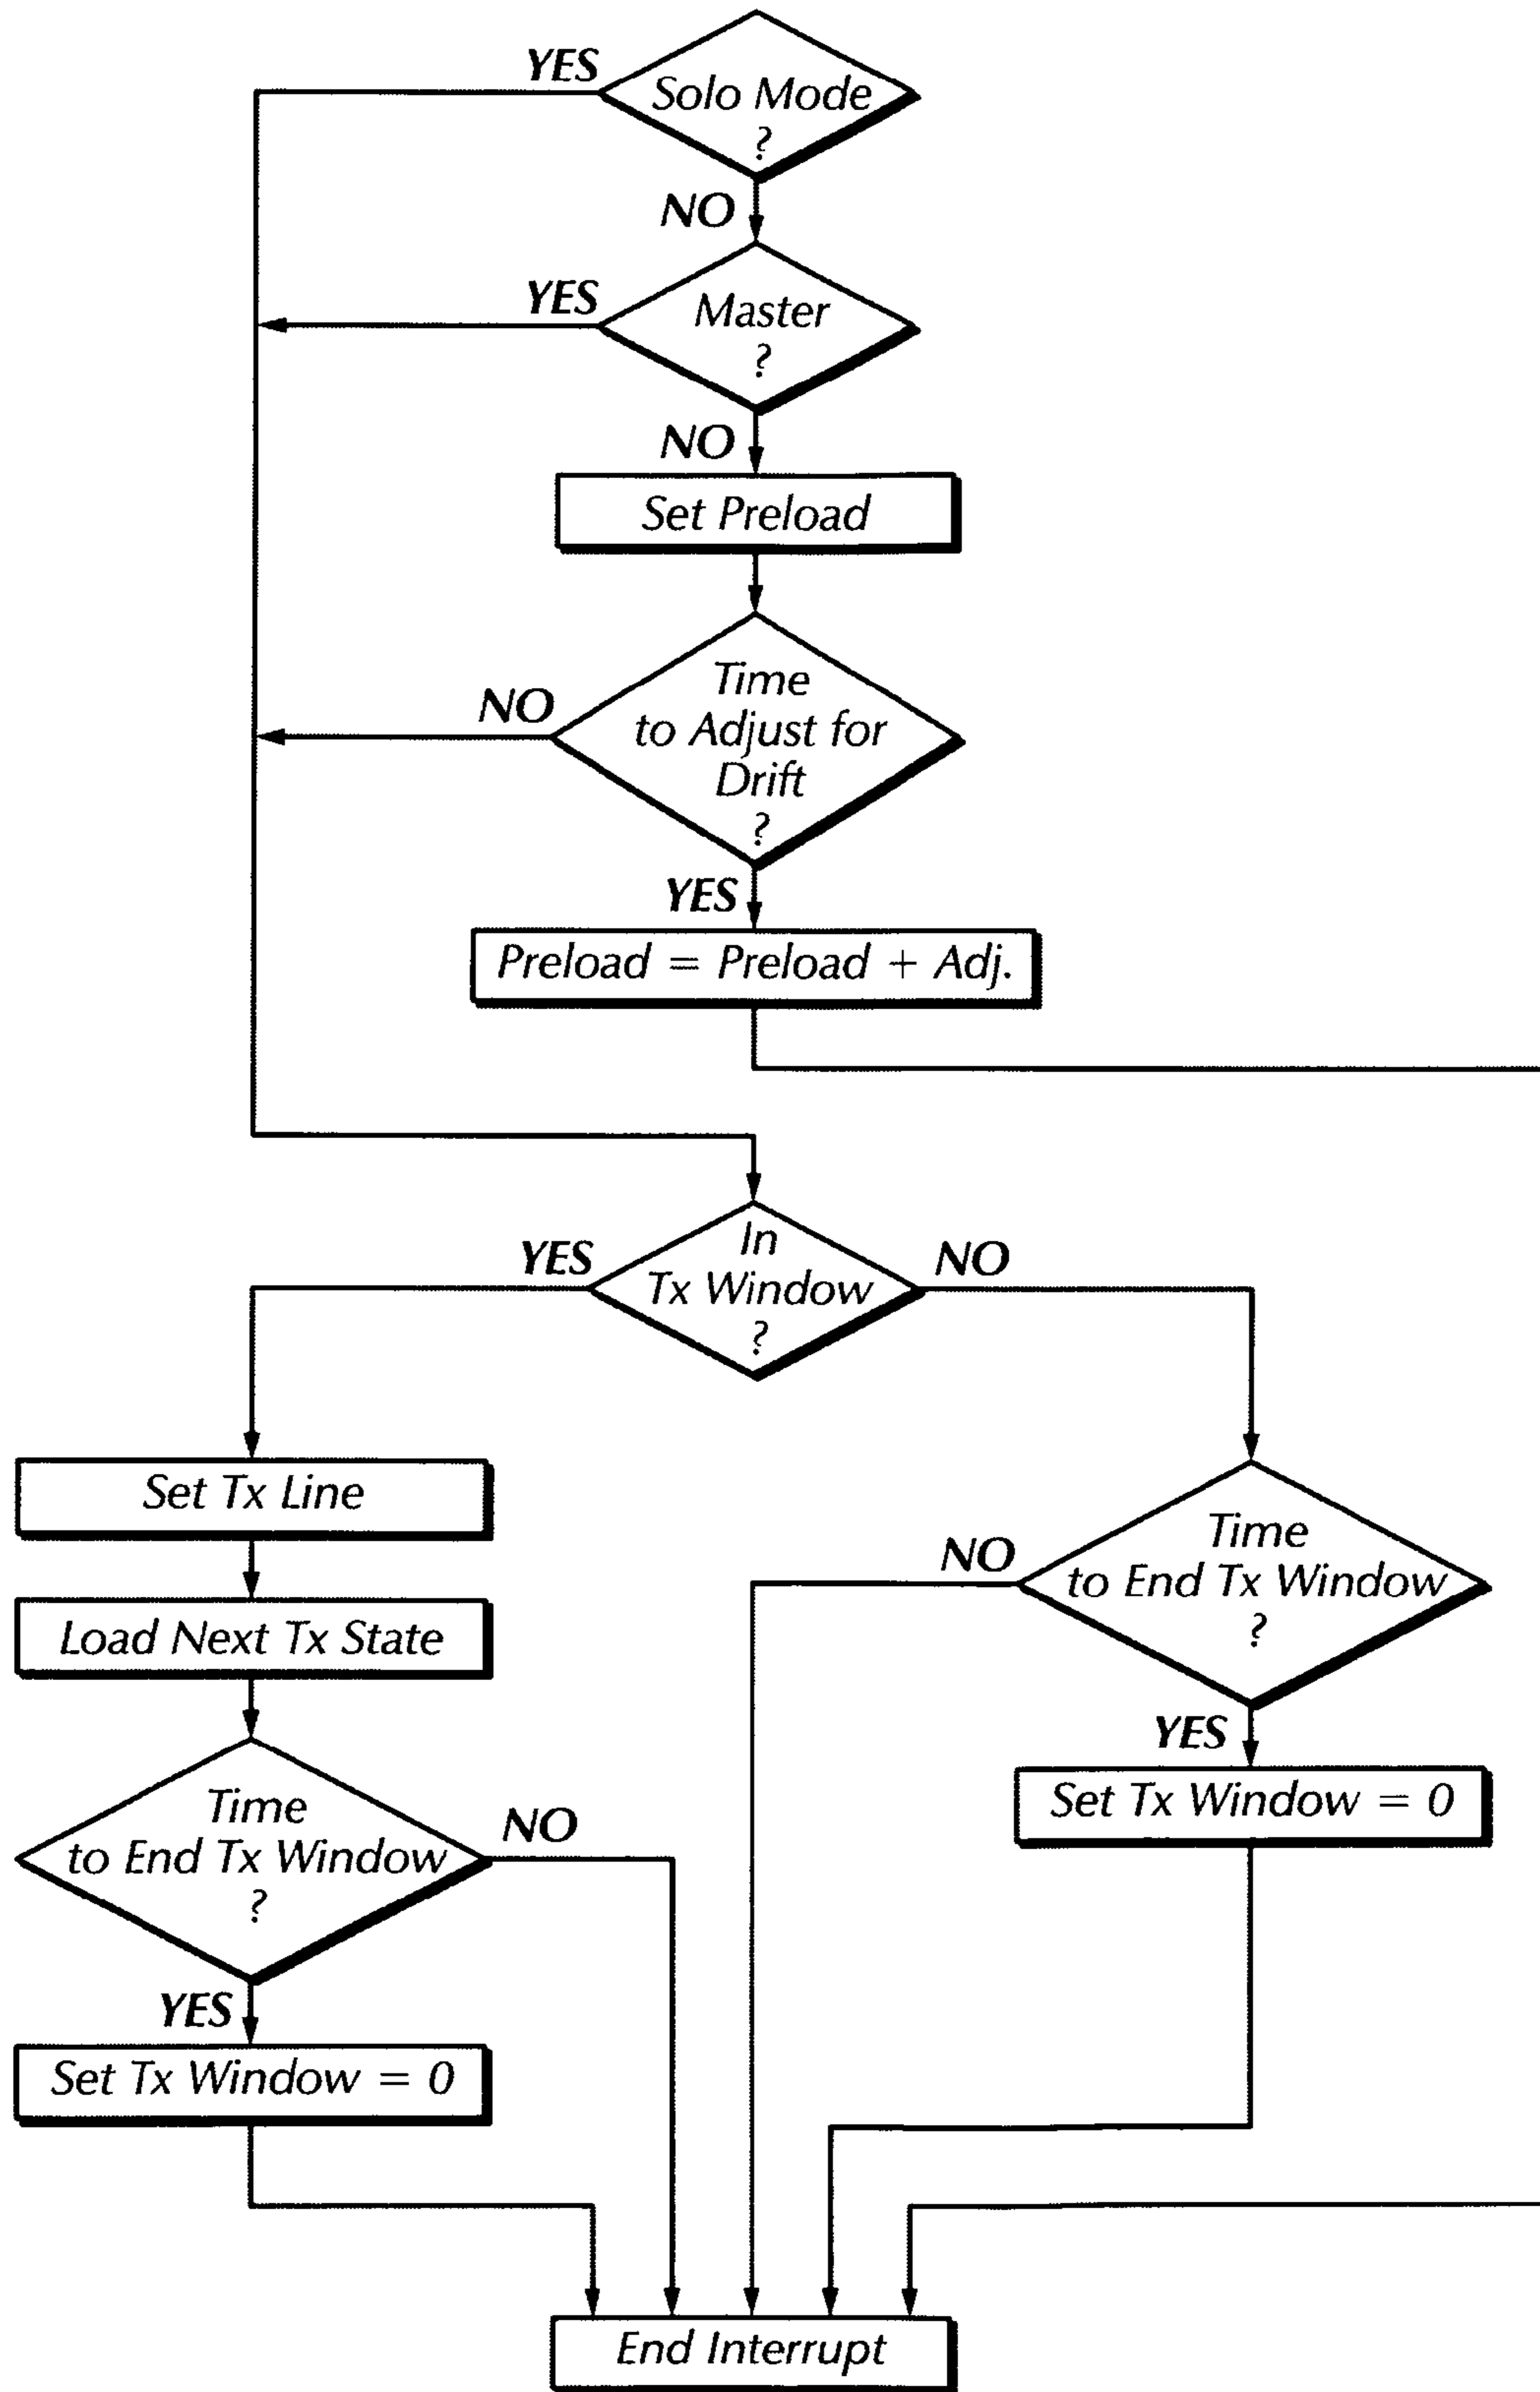 YES
Solo Mode
?
NO
YES
Master
?
NO
Set Preload
Time
to Adjust for
Drift
?
NO
YES
Preload = Preload + Adj.
In
Tx Window
?
YES
NO
Set Tx Line
Load Next Tx State
Time
to End Tx Window
?
NO
YES
Set Tx Window = 0
Time
to End Tx Window
?
NO
YES
Set Tx Window = 0
End Interrupt